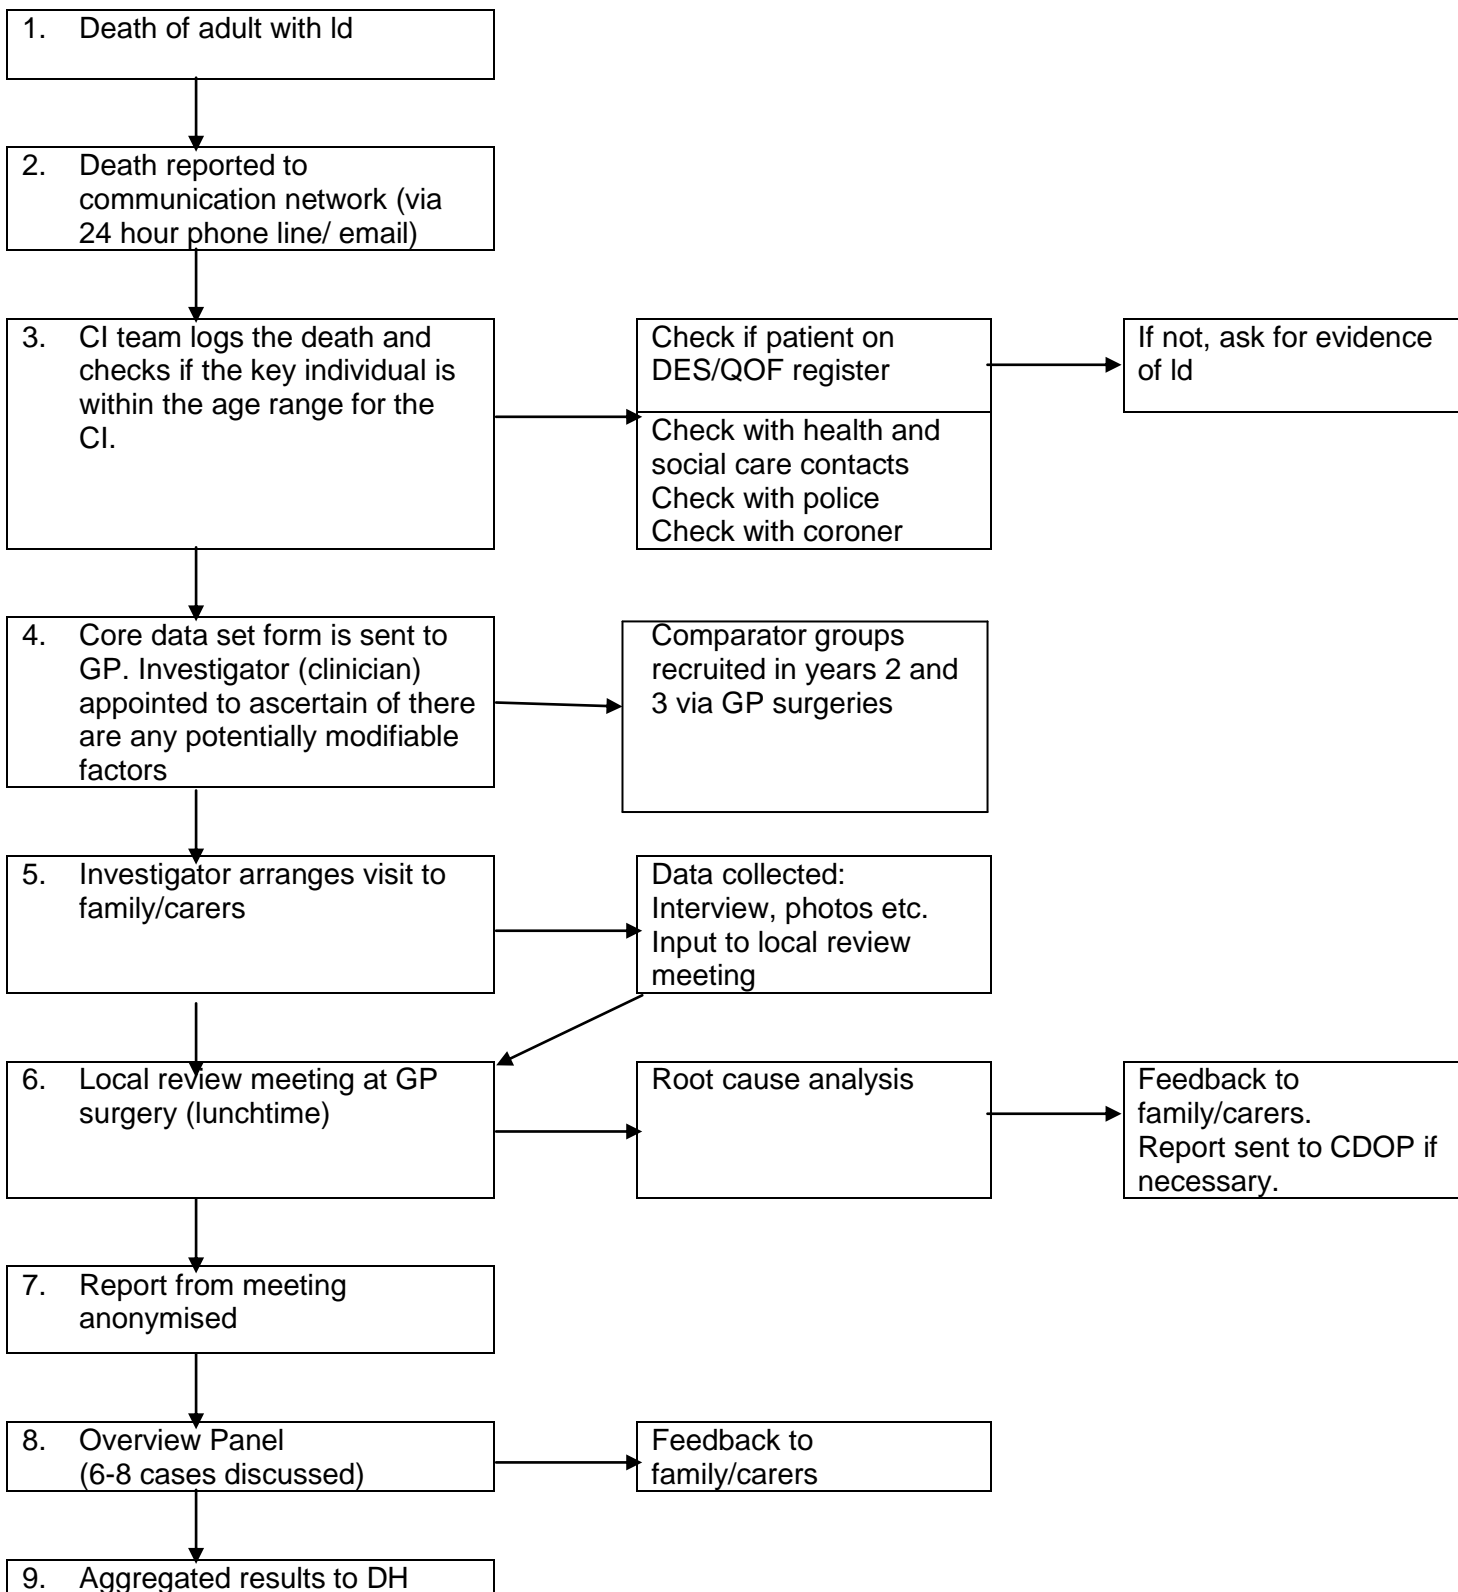 1. Death of adult with ld
2. Death reported to
communication network (via
24 hour phone line/ email)
3. CI team logs the death and
checks if the key individual is
within the age range for the
CI.
Check if patient on
DES/QOF register
Check with health and
social care contacts
Check with police
Check with coroner
If not, ask for evidence
of ld
4. Core data set form is sent to
GP. Investigator (clinician)
appointed to ascertain of there
are any potentially modifiable
factors
Comparator groups
recruited in years 2 and
3 via GP surgeries
5. Investigator arranges visit to
family/carers
Data collected:
Interview, photos etc.
Input to local review
meeting
6. Local review meeting at GP
surgery (lunchtime)
Root cause analysis
Feedback to
family/carers.
Report sent to CDOP if
necessary.
7. Report from meeting
anonymised
8. Overview Panel
(6-8 cases discussed)
Feedback to
family/carers
9. Aggregated results to DH